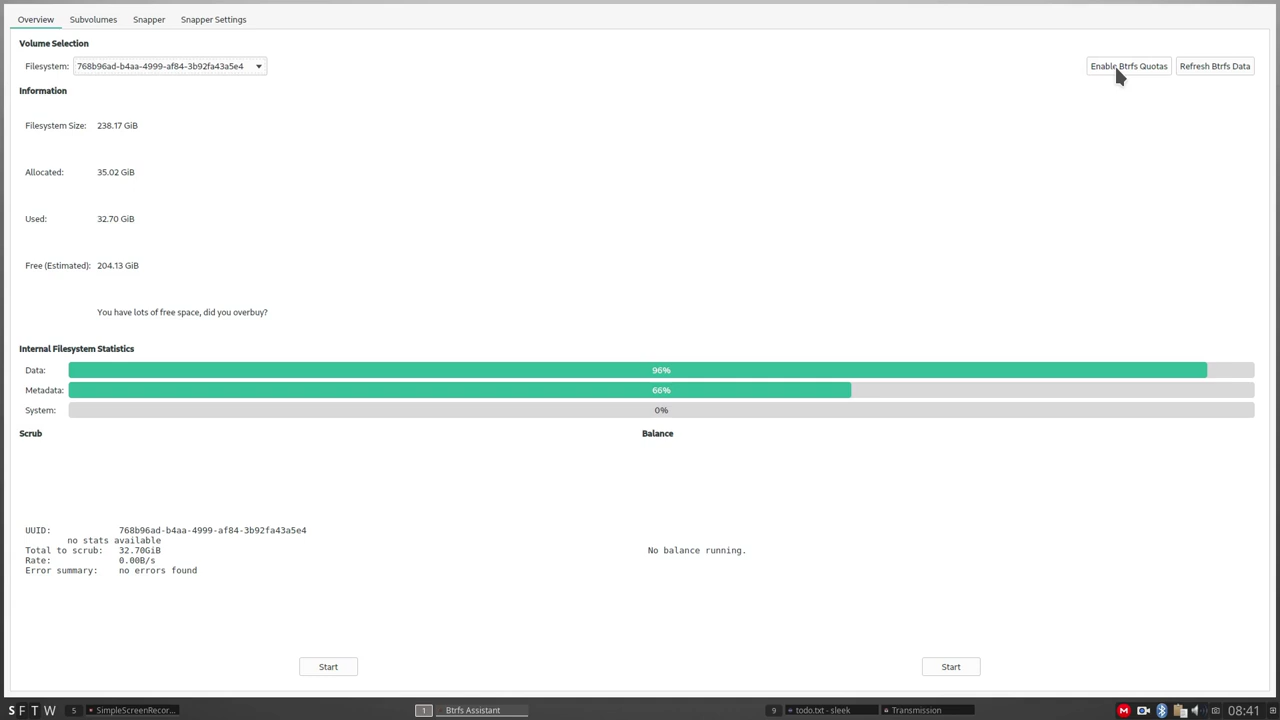 Overview Subvolumes Snapper Snapper Settings
Volume Selection
Filesystem: 768b96ad-b4aa-4999-af84-3b92fa43a5e4 Enable Btrfs Quotas Refresh Btrfs Data
Information
Filesystem Size: 238.17 GiB
Allocated: 35.02 GiB
Used: 32.70 GiB
Free (Estimated): 204.13 GiB
You have lots of free space, did you overbuy?
Internal Filesystem Statistics
Data: 96%
Metadata: 66%
System: 0%
Scrub Balance
UUID: 768b96ad-b4aa-4999-af84-3b92fa43a5e4
no stats available
Total to scrub: 32.70GiB No balance running.
Rate: 0.00B/s
Error summary: no errors found
Start Start
S F T W 5 SimpleScreenRecor... 1 Btrfs Assistant 9 todo.txt - sleek Transmission M 08:41